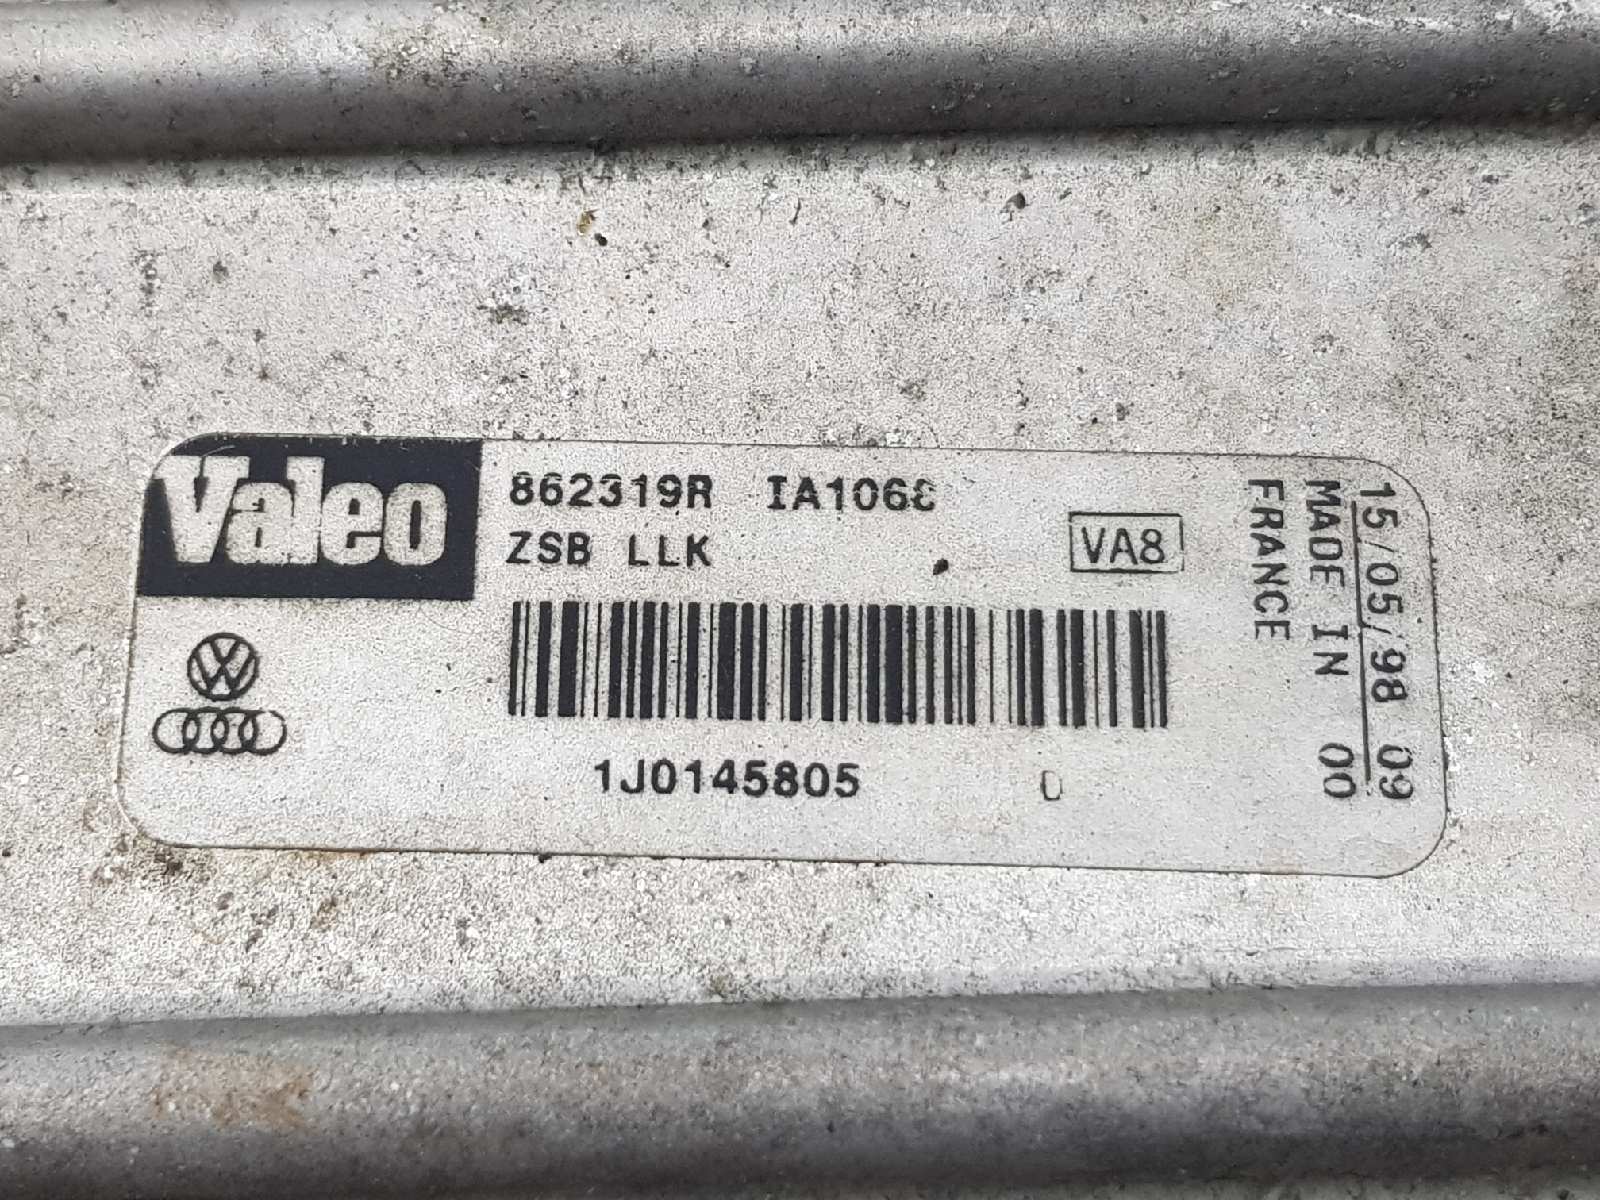 Valeo
862319R IA1068
ZSB LLK
VA8
1J0145805
15/05/98 09
MADE IN 00
FRANCE